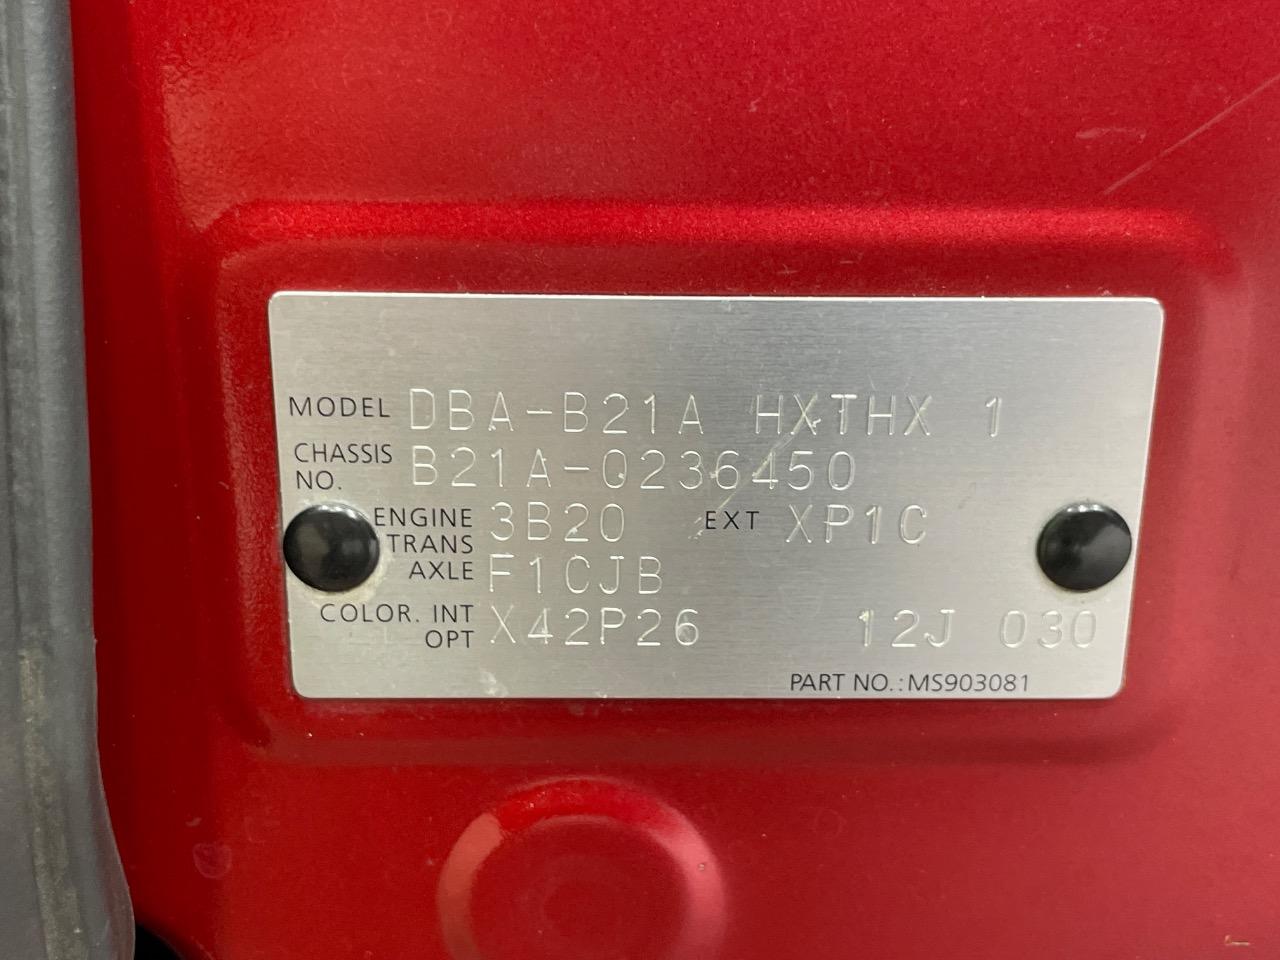 MODEL DBA-B21A HXTHX 1
CHASSIS NO. B21A-0236450
ENGINE 3B20 EXT XP1C
TRANS AXLE F1CJB
COLOR. INT OPT X42P26 12J 030
PART NO.:MS903081